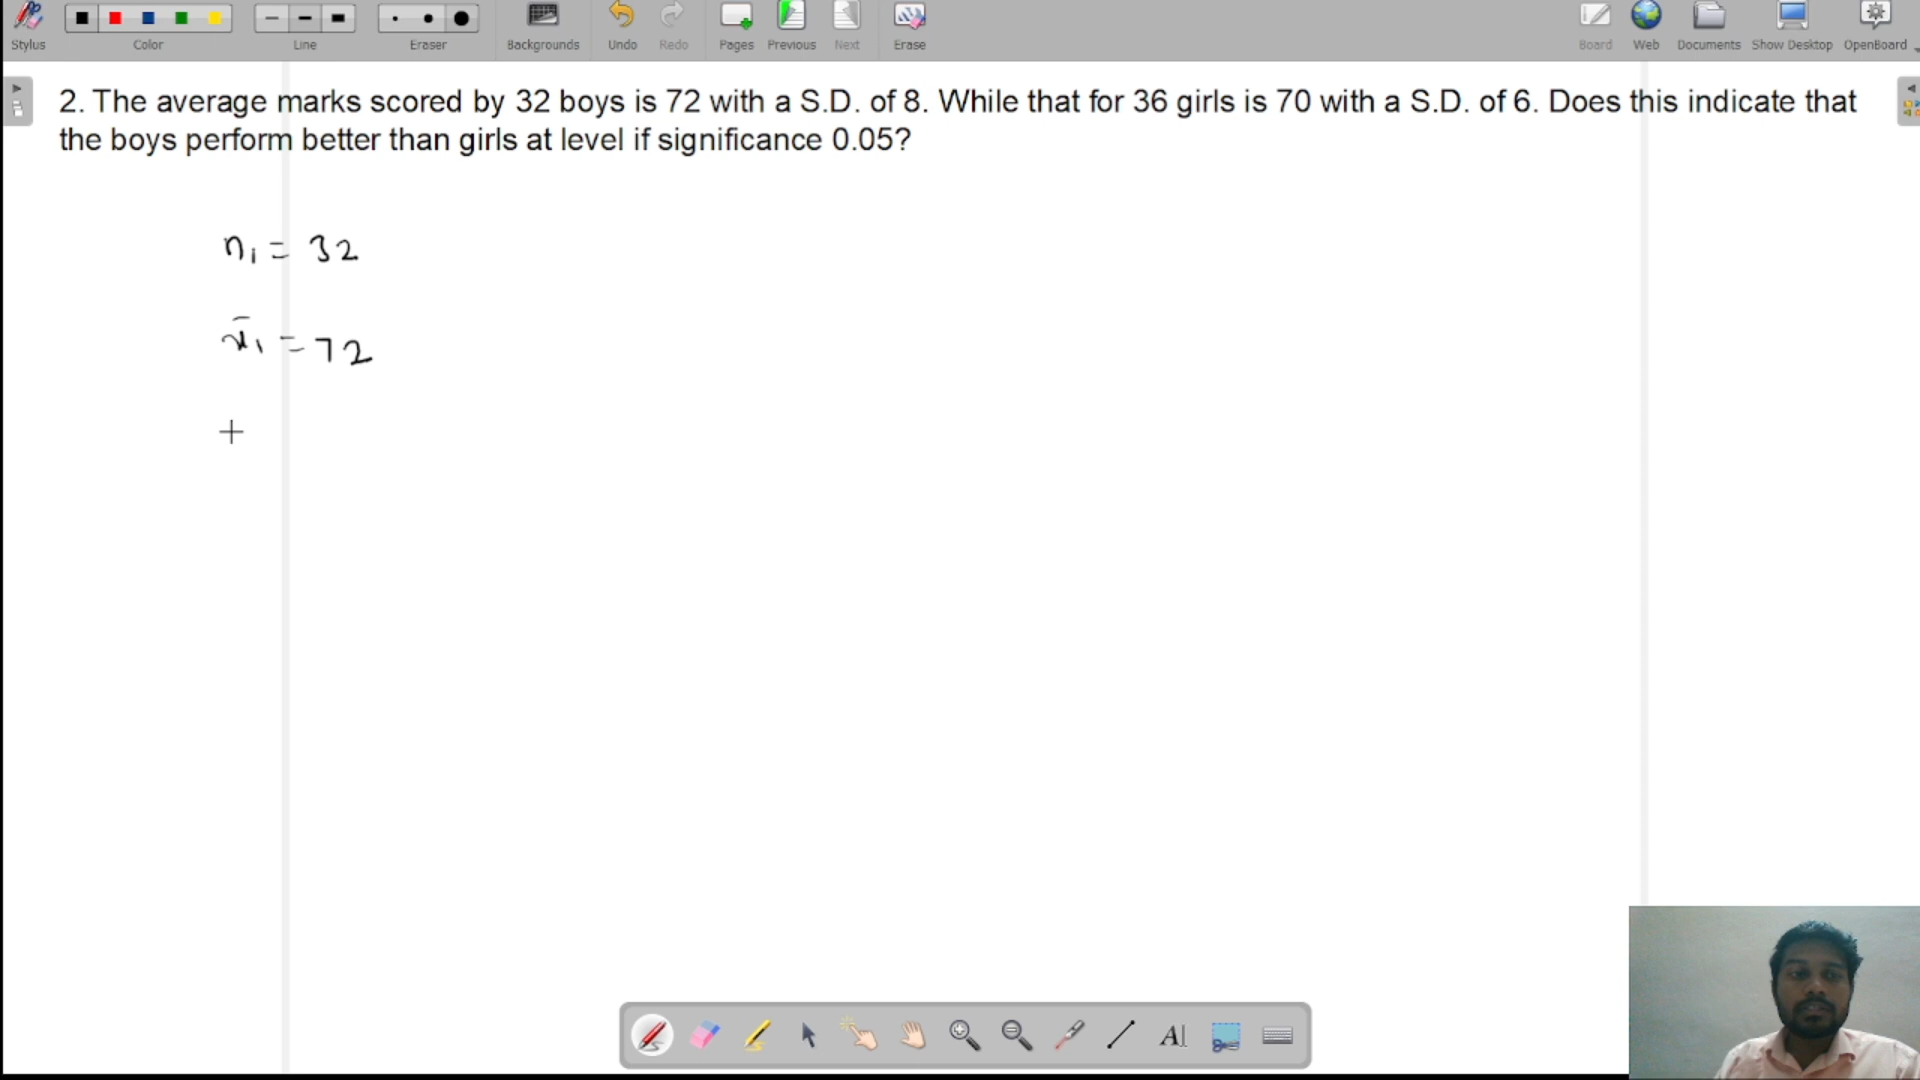 Stylus Color Line Eraser Backgrounds Undo Redo Pages Previous Next Erase Board Web Documents Show Desktop OpenBoard
2. The average marks scored by 32 boys is 72 with a S.D. of 8. While that for 36 girls is 70 with a S.D. of 6. Does this indicate that
the boys perform better than girls at level if significance 0.05?
n₁ = 32
x̄₁ = 72